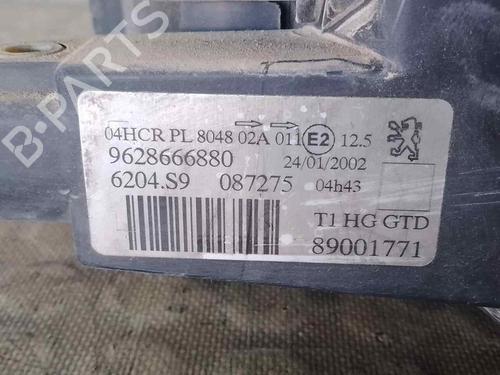 B-PARTS
04HCR PL 8048 02A 011 E2 12.5
9628666880 24/01/2002
6204.S9 087275 04h43
T1 HG GTD
89001771